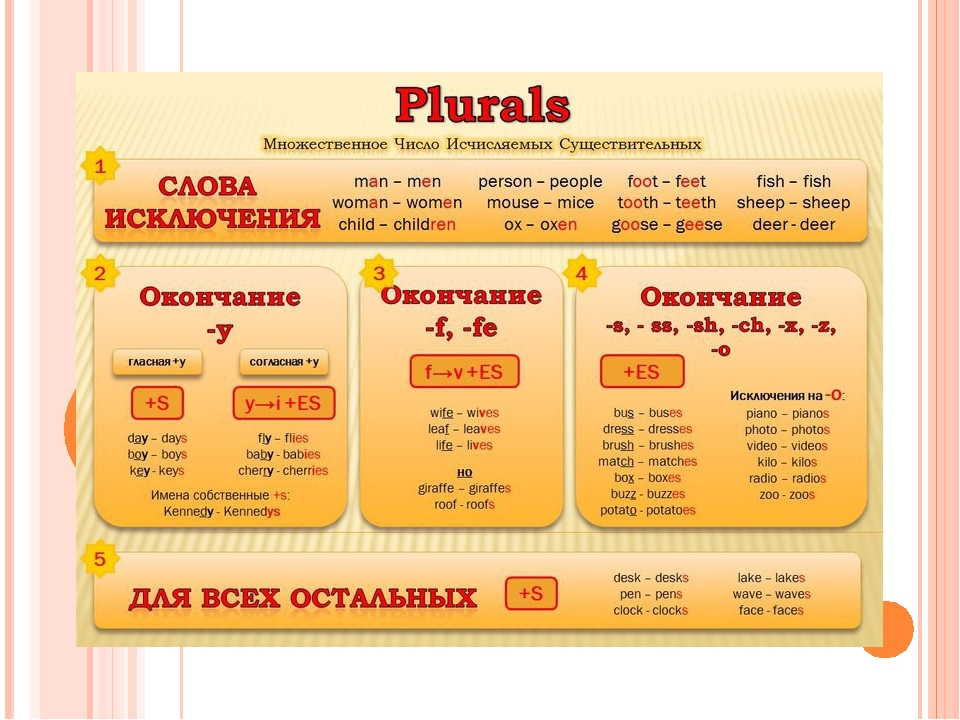 Plurals
Множественное Число Исчисляемых Существительных
1
СЛОВА
ИСКЛЮЧЕНИЯ
man – men
woman – women
child – children
person – people
mouse – mice
ox – oxen
foot – feet
tooth – teeth
goose – geese
fish – fish
sheep – sheep
deer - deer
2
Окончание
-y
гласная +y
согласная +y
+S
y→i +ES
day – days
boy – boys
key - keys
fly – flies
baby - babies
cherry - cherries
Имена собственные +s:
Kennedy - Kennedys
3
Окончание
-f, -fe
f→v +ES
wife – wives
leaf – leaves
life – lives
но
giraffe – giraffes
roof - roofs
4
Окончание
-s, - ss, -sh, -ch, -x, -z,
-o
+ES
bus – buses
dress – dresses
brush – brushes
match – matches
box – boxes
buzz - buzzes
potato - potatoes
Исключения на -О:
piano – pianos
photo – photos
video – videos
kilo – kilos
radio – radios
zoo - zoos
5
ДЛЯ ВСЕХ ОСТАЛЬНЫХ
+S
desk – desks
pen – pens
clock - clocks
lake – lakes
wave – waves
face - faces